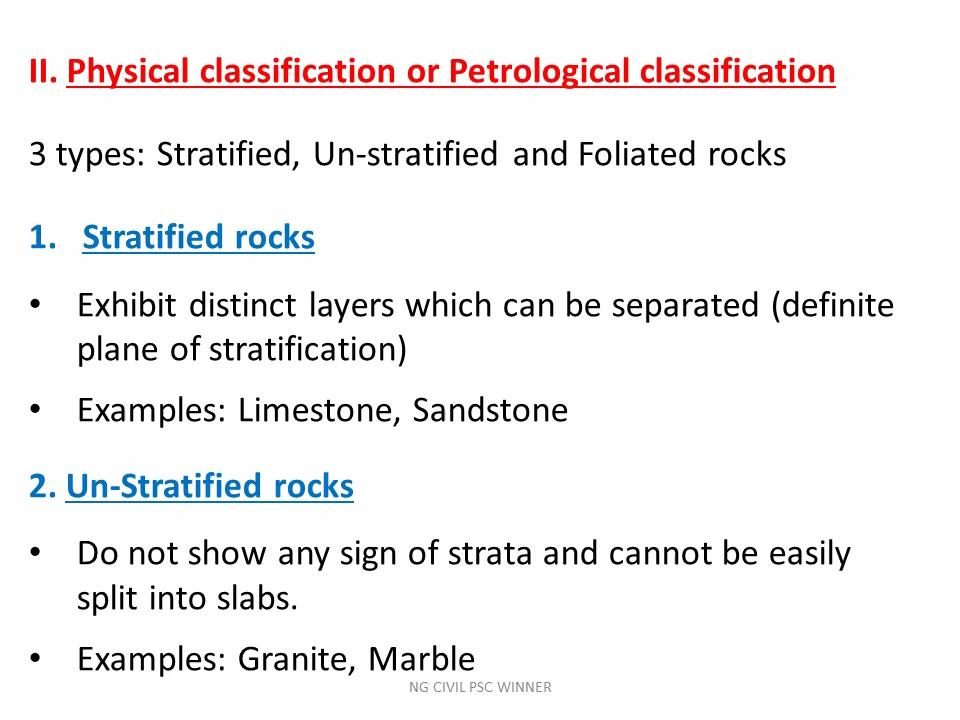 II. Physical classification or Petrological classification
3 types: Stratified, Un-stratified and Foliated rocks
1. Stratified rocks
• Exhibit distinct layers which can be separated (definite
plane of stratification)
• Examples: Limestone, Sandstone
2. Un-Stratified rocks
• Do not show any sign of strata and cannot be easily
split into slabs.
• Examples: Granite, Marble
NG CIVIL PSC WINNER